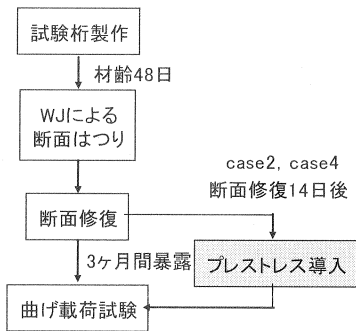 試験桁製作
材齢48日
WJによる
断面はつり
case2, case4
断面修復14日後
断面修復
3ヶ月間暴露
プレストレス導入
曲げ載荷試験